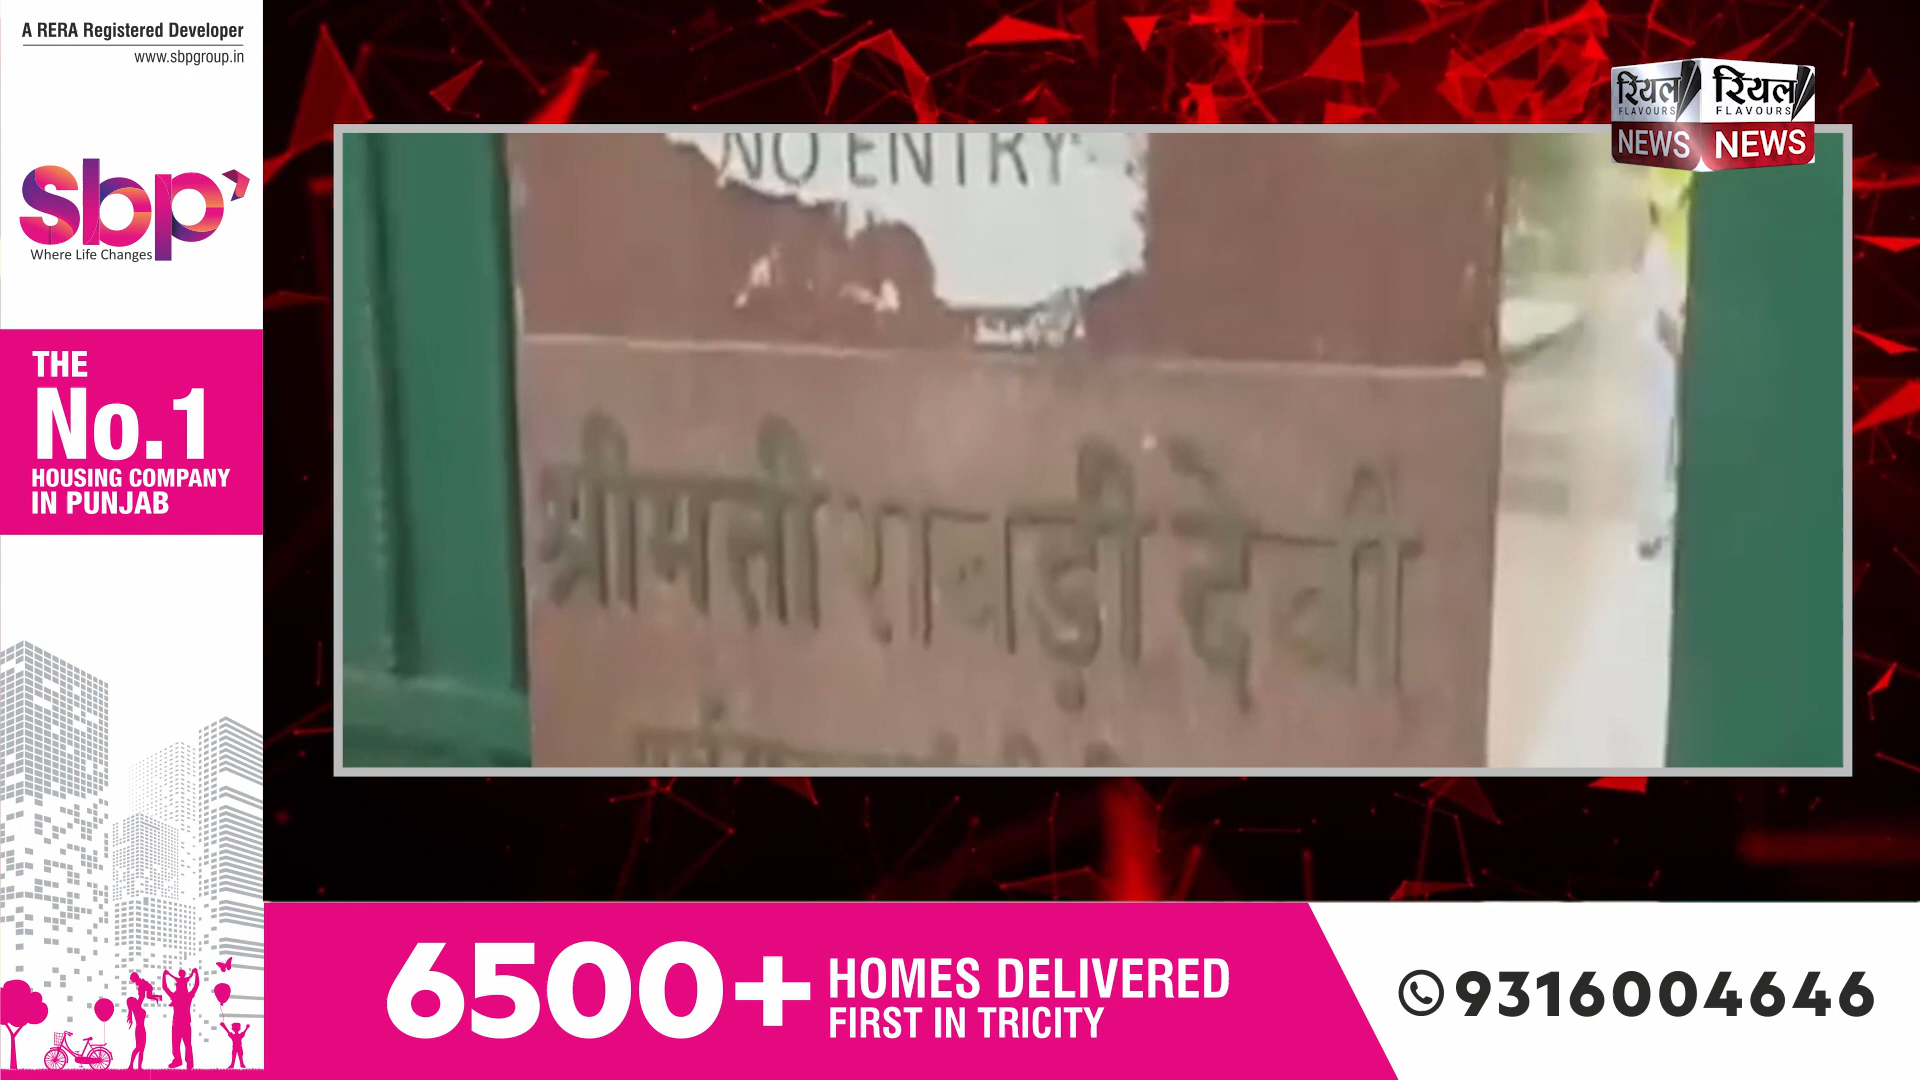 A RERA Registered Developer
www.sbpgroup.in
sbp
Where Life Changes
THE
No.1
HOUSING COMPANY
IN PUNJAB
रियल
FLAVOURS
NEWS
रियल
FLAVOURS
NEWS
NO ENTRY
श्रीमती राबड़ी देवी
6500+
HOMES DELIVERED
FIRST IN TRICITY
9316004646